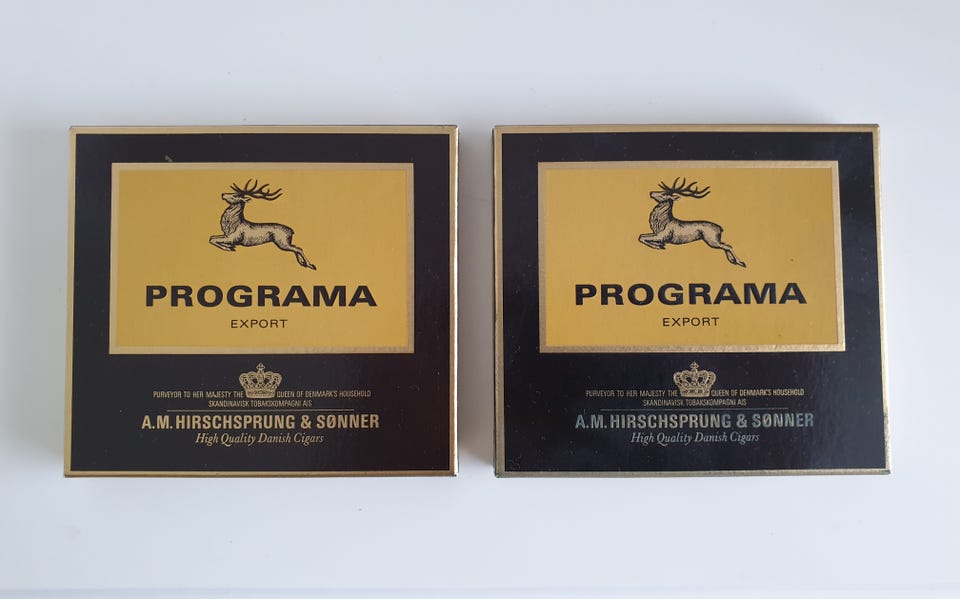 PROGRAMA
EXPORT
PURVEYOR TO HER MAJESTY THE QUEEN OF DENMARK'S HOUSEHOLD
SKANDINAVISK TOBAKSKOMPAGNI A/S
A.M. HIRSCHSPRUNG & SØNNER
High Quality Danish Cigars
PROGRAMA
EXPORT
PURVEYOR TO HER MAJESTY THE QUEEN OF DENMARK'S HOUSEHOLD
SKANDINAVISK TOBAKSKOMPAGNI A/S
A.M. HIRSCHSPRUNG & SØNNER
High Quality Danish Cigars